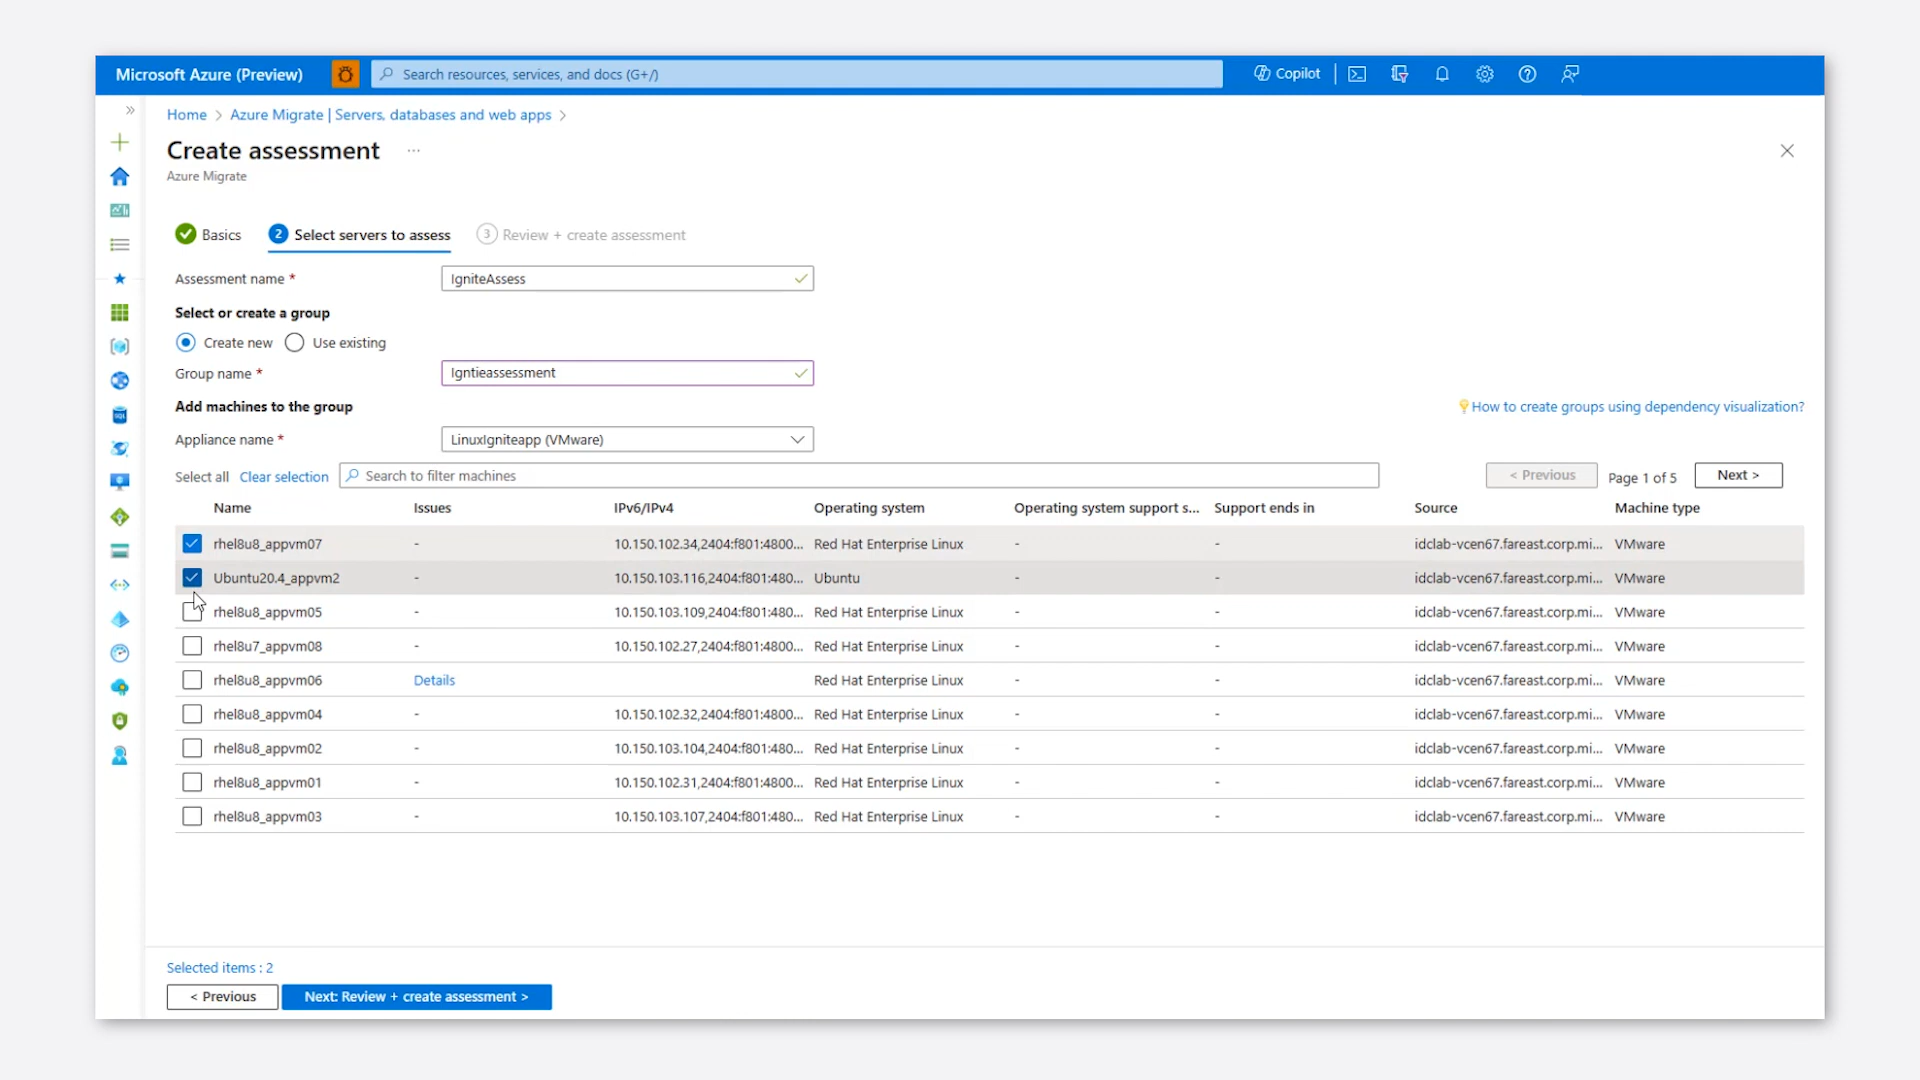 Microsoft Azure (Preview)
Search resources, services, and docs (G+/)
Copilot
Home > Azure Migrate | Servers, databases and web apps >
Create assessment ...
Azure Migrate
Basics
2 Select servers to assess
3 Review + create assessment
Assessment name *
IgniteAssess
Select or create a group
Create new
Use existing
Group name *
Igntieassessment
Add machines to the group
How to create groups using dependency visualization?
Appliance name *
LinuxIgniteapp (VMware)
Select all
Clear selection
Search to filter machines
< Previous
Page 1 of 5
Next >
Name Issues IPv6/IPv4 Operating system Operating system support s... Support ends in Source Machine type
rhel8u8_appvm07 - 10.150.102.34,2404:f801:4800... Red Hat Enterprise Linux - - idclab-vcen67.fareast.corp.mi... VMware
Ubuntu20.4_appvm2 - 10.150.103.116,2404:f801:480... Ubuntu - - idclab-vcen67.fareast.corp.mi... VMware
rhel8u8_appvm05 - 10.150.103.109,2404:f801:480... Red Hat Enterprise Linux - - idclab-vcen67.fareast.corp.mi... VMware
rhel8u7_appvm08 - 10.150.102.27,2404:f801:4800... Red Hat Enterprise Linux - - idclab-vcen67.fareast.corp.mi... VMware
rhel8u8_appvm06 Details Red Hat Enterprise Linux - - idclab-vcen67.fareast.corp.mi... VMware
rhel8u8_appvm04 - 10.150.102.32,2404:f801:4800... Red Hat Enterprise Linux - - idclab-vcen67.fareast.corp.mi... VMware
rhel8u8_appvm02 - 10.150.103.104,2404:f801:480... Red Hat Enterprise Linux - - idclab-vcen67.fareast.corp.mi... VMware
rhel8u8_appvm01 - 10.150.102.31,2404:f801:4800... Red Hat Enterprise Linux - - idclab-vcen67.fareast.corp.mi... VMware
rhel8u8_appvm03 - 10.150.103.107,2404:f801:480... Red Hat Enterprise Linux - - idclab-vcen67.fareast.corp.mi... VMware
Selected items : 2
< Previous
Next: Review + create assessment >